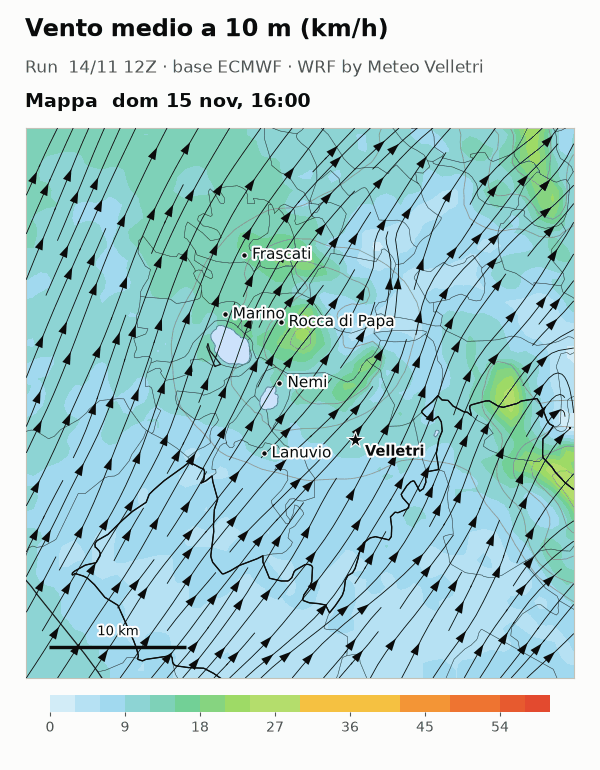 Vento medio a 10 m (km/h)
Run  14/11 12Z · base ECMWF · WRF by Meteo Velletri
Mappa  dom 15 nov, 16:00
Frascati
Marino
Rocca di Papa
Nemi
Velletri
Lanuvio
10 km
0 9 18 27 36 45 54